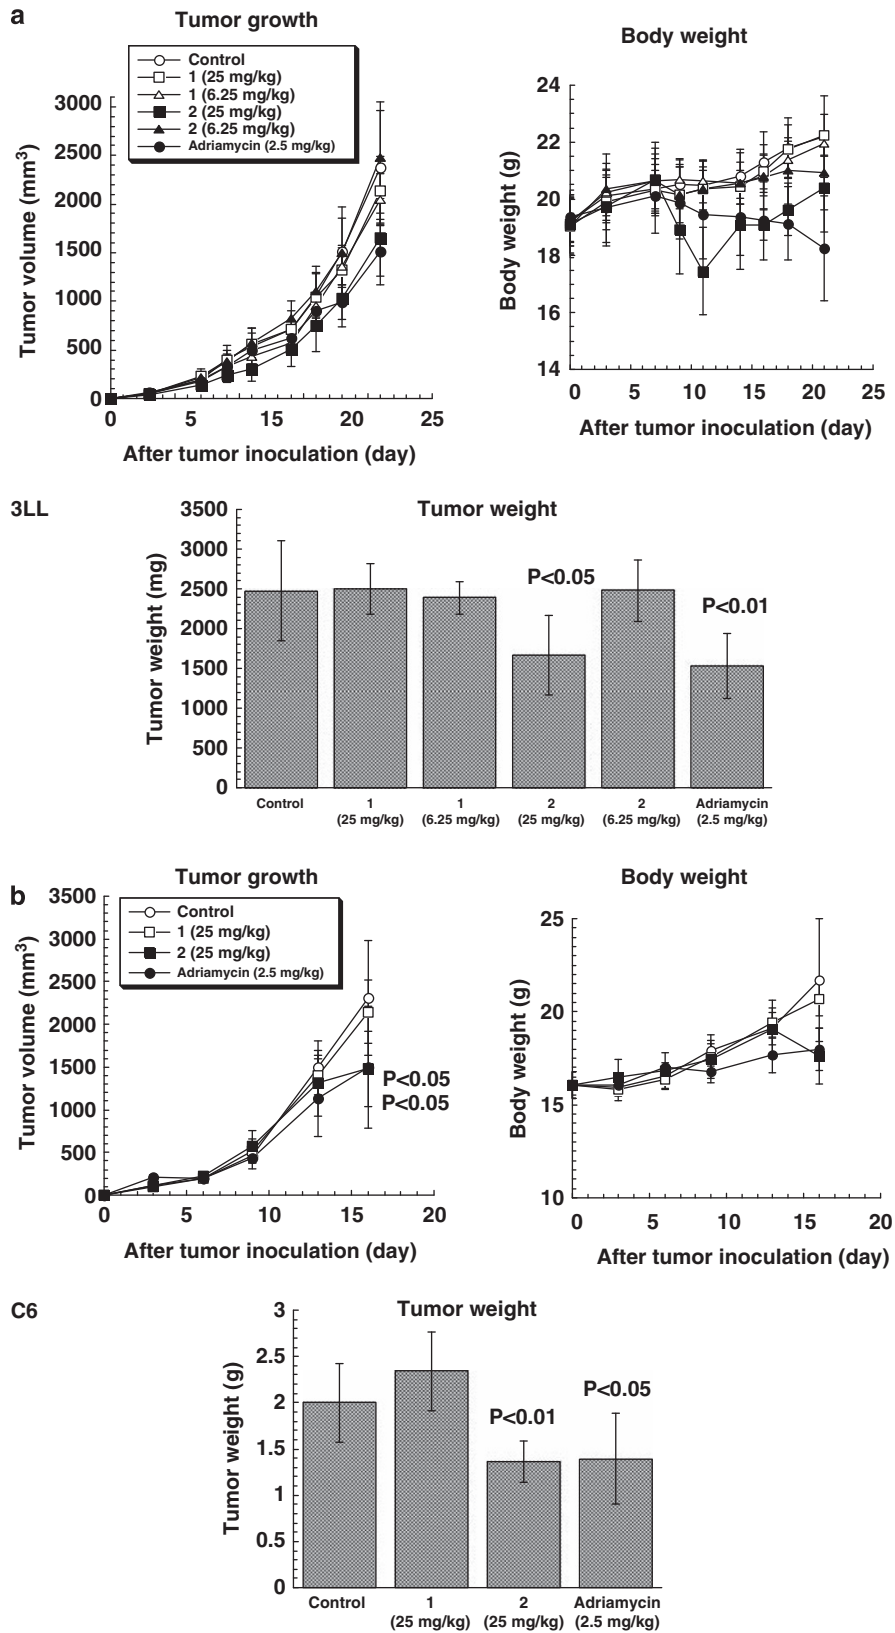 a
Tumor growth
Control
1 (25 mg/kg)
1 (6.25 mg/kg)
2 (25 mg/kg)
2 (6.25 mg/kg)
Adriamycin (2.5 mg/kg)
Tumor volume (mm³)
3000
2500
2000
1500
1000
500
0
0 5 10 15 20 25
After tumor inoculation (day)
Body weight
Body weight (g)
24
22
20
18
16
14
0 5 10 15 20 25
After tumor inoculation (day)
3LL
Tumor weight
Tumor weight (mg)
3500
3000
2500
2000
1500
1000
500
0
P<0.05
P<0.01
Control 1 1 2 2 Adriamycin
(25 mg/kg) (6.25 mg/kg) (25 mg/kg) (6.25 mg/kg) (2.5 mg/kg)
b
Tumor growth
Control
1 (25 mg/kg)
2 (25 mg/kg)
Adriamycin (2.5 mg/kg)
Tumor volume (mm³)
3500
3000
2500
2000
1500
1000
500
0
P<0.05
P<0.05
0 5 10 15 20
After tumor inoculation (day)
Body weight
Body weight (g)
25
20
15
10
0 5 10 15 20
After tumor inoculation (day)
C6
Tumor weight
Tumor weight (g)
3
2.5
2
1.5
1
0.5
0
P<0.01
P<0.05
Control 1 2 Adriamycin
(25 mg/kg) (25 mg/kg) (2.5 mg/kg)